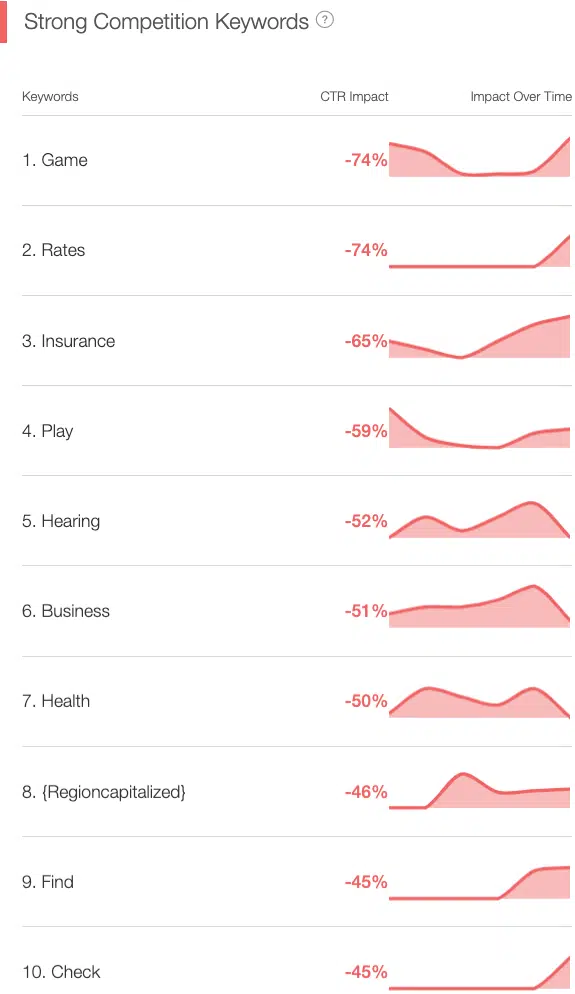 Strong Competition Keywords ?
Keywords CTR Impact Impact Over Time
1. Game -74%
2. Rates -74%
3. Insurance -65%
4. Play -59%
5. Hearing -52%
6. Business -51%
7. Health -50%
8. {Regioncapitalized} -46%
9. Find -45%
10. Check -45%